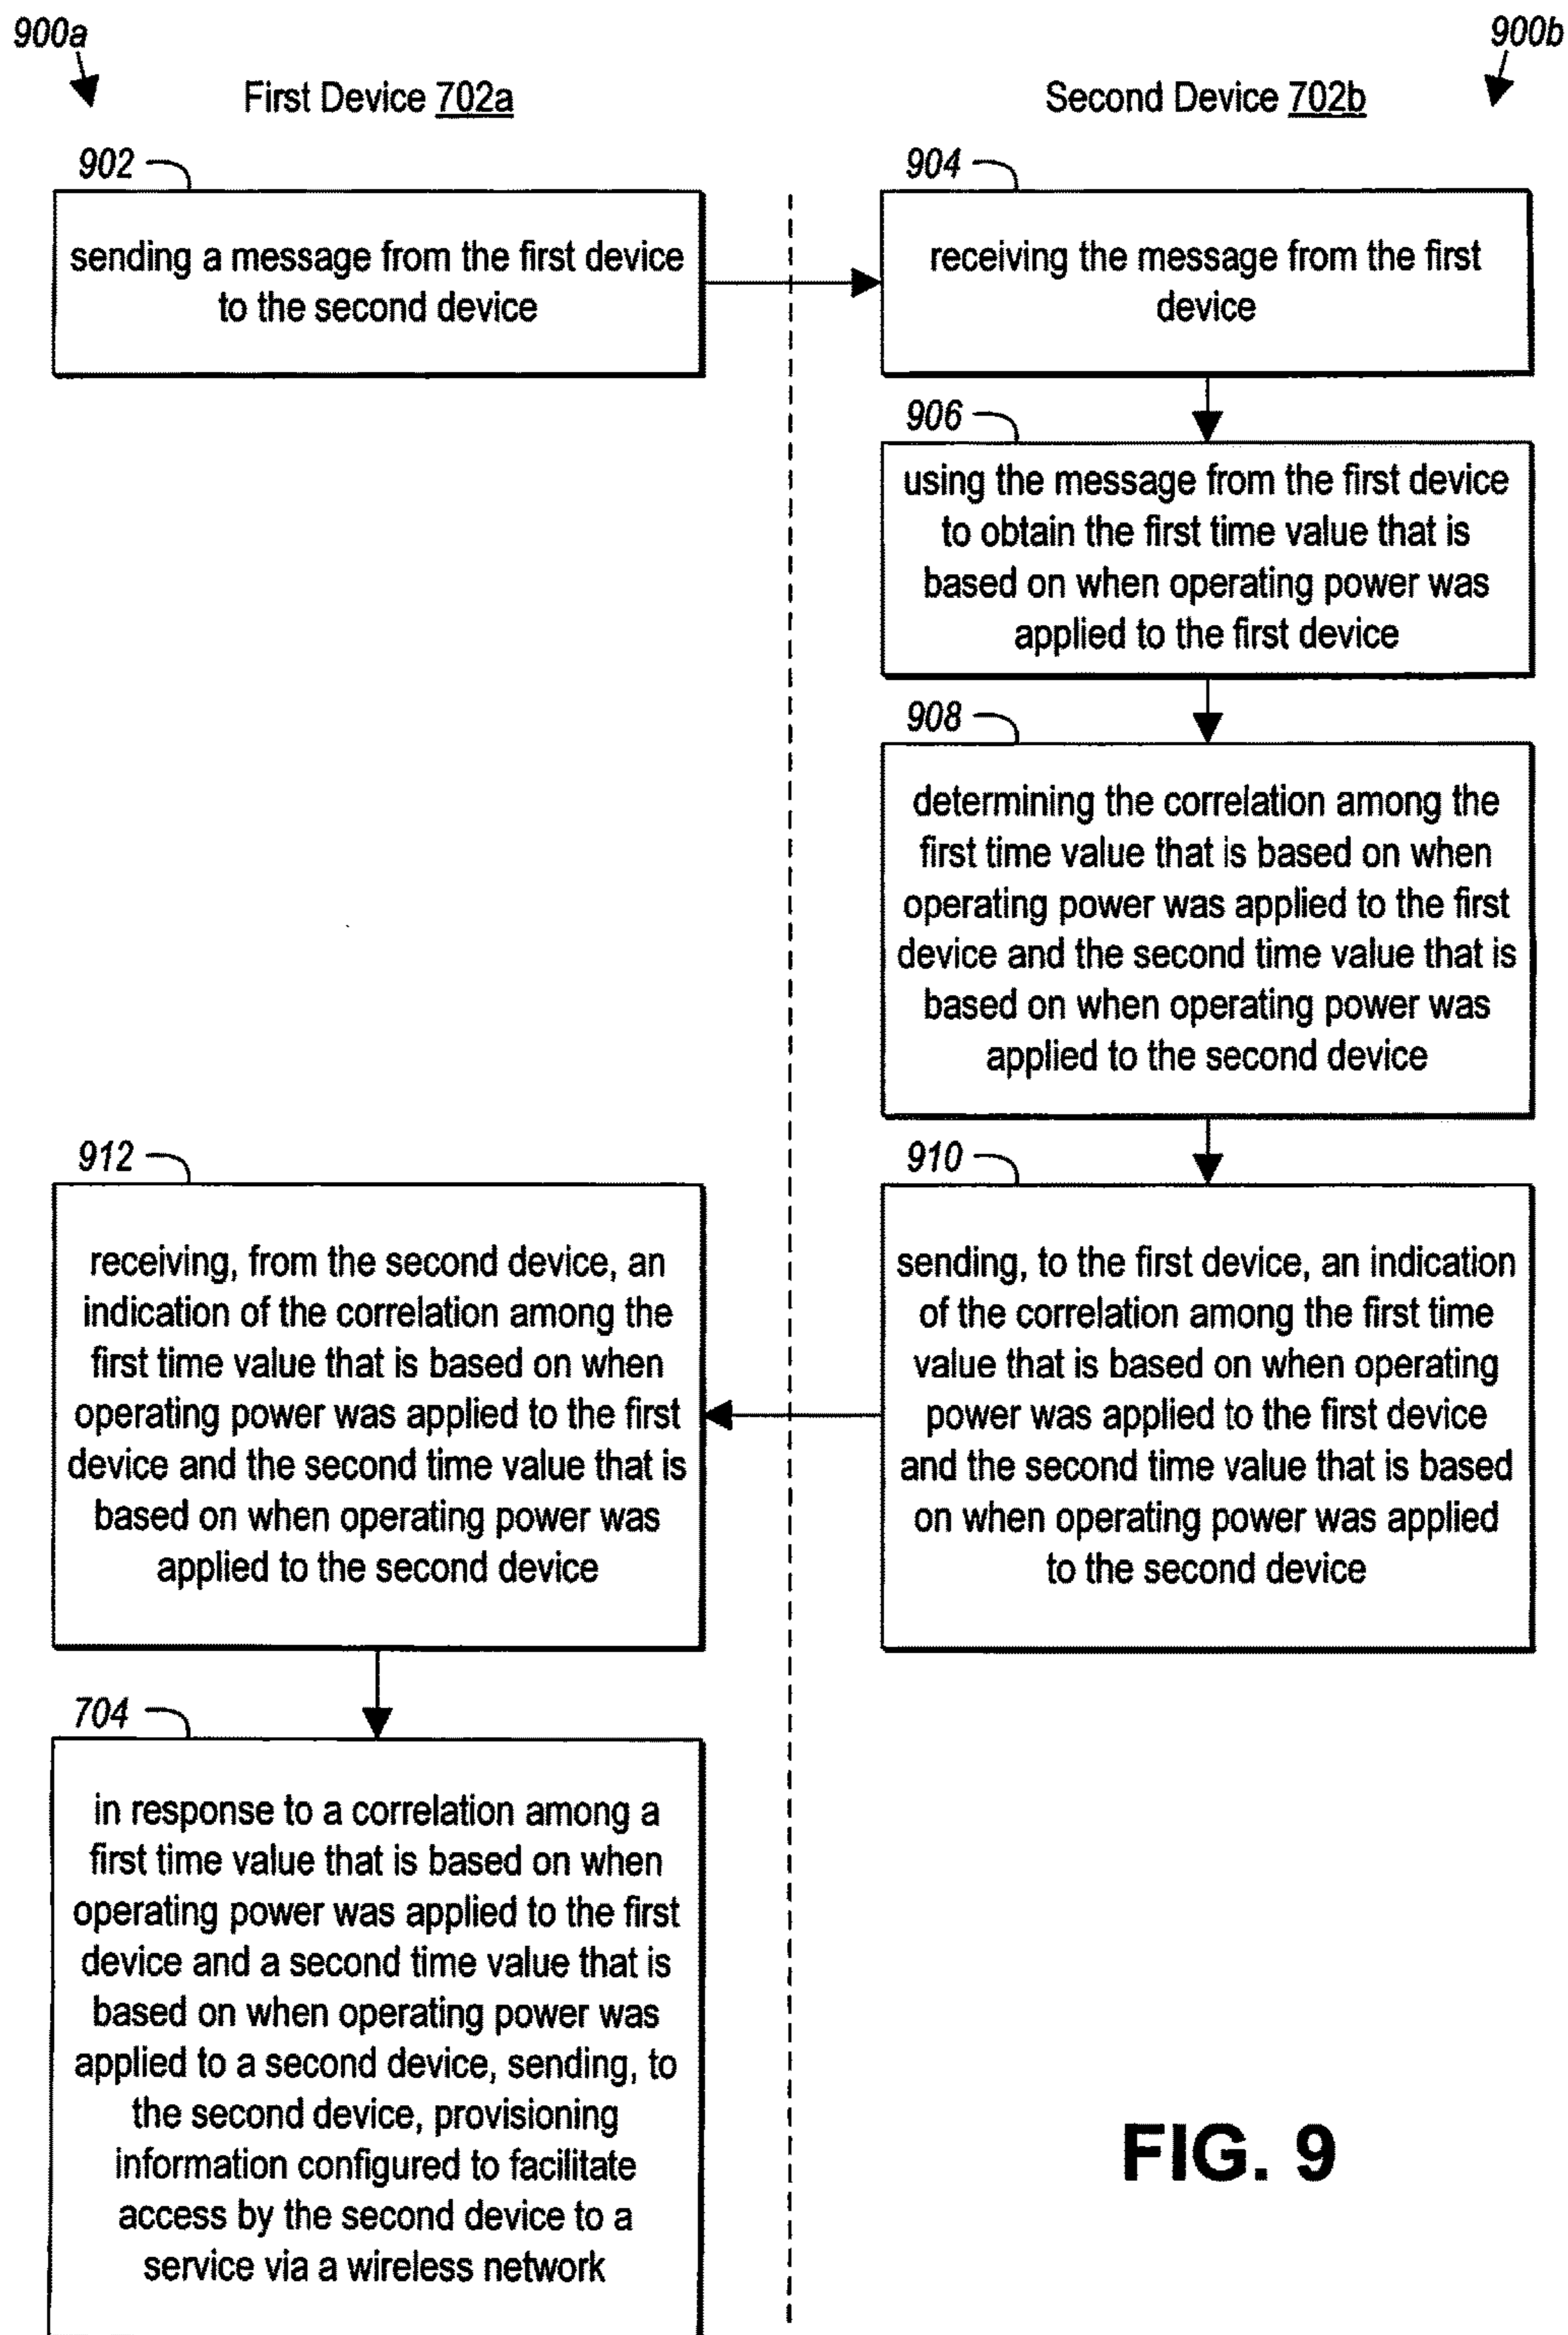 900a
900b
First Device 702a
Second Device 702b
902
sending a message from the first device
to the second device
904
receiving the message from the first
device
906
using the message from the first device
to obtain the first time value that is
based on when operating power was
applied to the first device
908
determining the correlation among the
first time value that is based on when
operating power was applied to the first
device and the second time value that is
based on when operating power was
applied to the second device
910
sending, to the first device, an indication
of the correlation among the first time
value that is based on when operating
power was applied to the first device
and the second time value that is based
on when operating power was applied
to the second device
912
receiving, from the second device, an
indication of the correlation among the
first time value that is based on when
operating power was applied to the first
device and the second time value that is
based on when operating power was
applied to the second device
704
in response to a correlation among a
first time value that is based on when
operating power was applied to the first
device and a second time value that is
based on when operating power was
applied to a second device, sending, to
the second device, provisioning
information configured to facilitate
access by the second device to a
service via a wireless network
FIG. 9